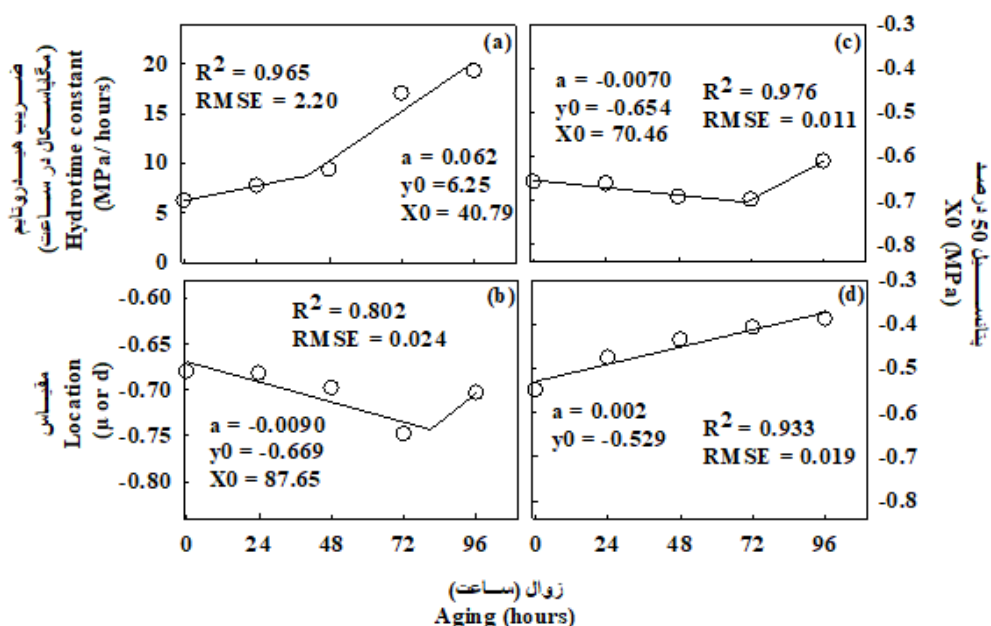 ضریب هیدروتایم
(مگاپاسکال در ساعت)
Hydrotime constant
(MPa/ hours)
20
15
10
5
0
(a)
R² = 0.965
RMSE = 2.20
a = 0.062
y0 =6.25
X0 = 40.79
(c)
a = -0.0070
y0 = -0.654
X0 = 70.46
R² = 0.976
RMSE = 0.011
-0.3
-0.4
-0.5
-0.6
-0.7
-0.8
مقیاس
Location
(µ or d)
-0.60
-0.65
-0.70
-0.75
-0.80
(b)
R² = 0.802
RMSE = 0.024
a = -0.0090
y0 = -0.669
X0 = 87.65
(d)
a = 0.002
y0 = -0.529
R² = 0.933
RMSE = 0.019
-0.3
-0.4
-0.5
-0.6
-0.7
-0.8
پتانسیل 50 درصد
X0 (MPa)
0 24 48 72 96
0 24 48 72 96
زوال (ساعت)
Aging (hours)